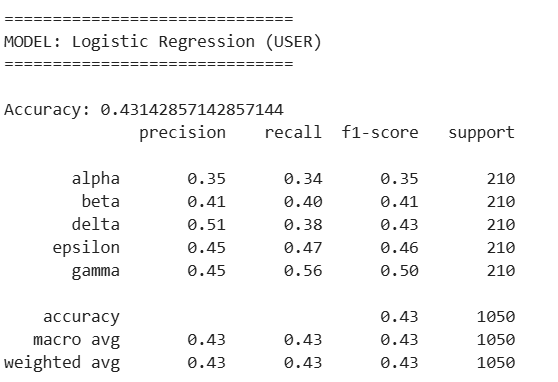 ==============================
MODEL: Logistic Regression (USER)
==============================
Accuracy: 0.43142857142857144
precision recall f1-score support
alpha 0.35 0.34 0.35 210
beta 0.41 0.40 0.41 210
delta 0.51 0.38 0.43 210
epsilon 0.45 0.47 0.46 210
gamma 0.45 0.56 0.50 210
accuracy 0.43 1050
macro avg 0.43 0.43 0.43 1050
weighted avg 0.43 0.43 0.43 1050